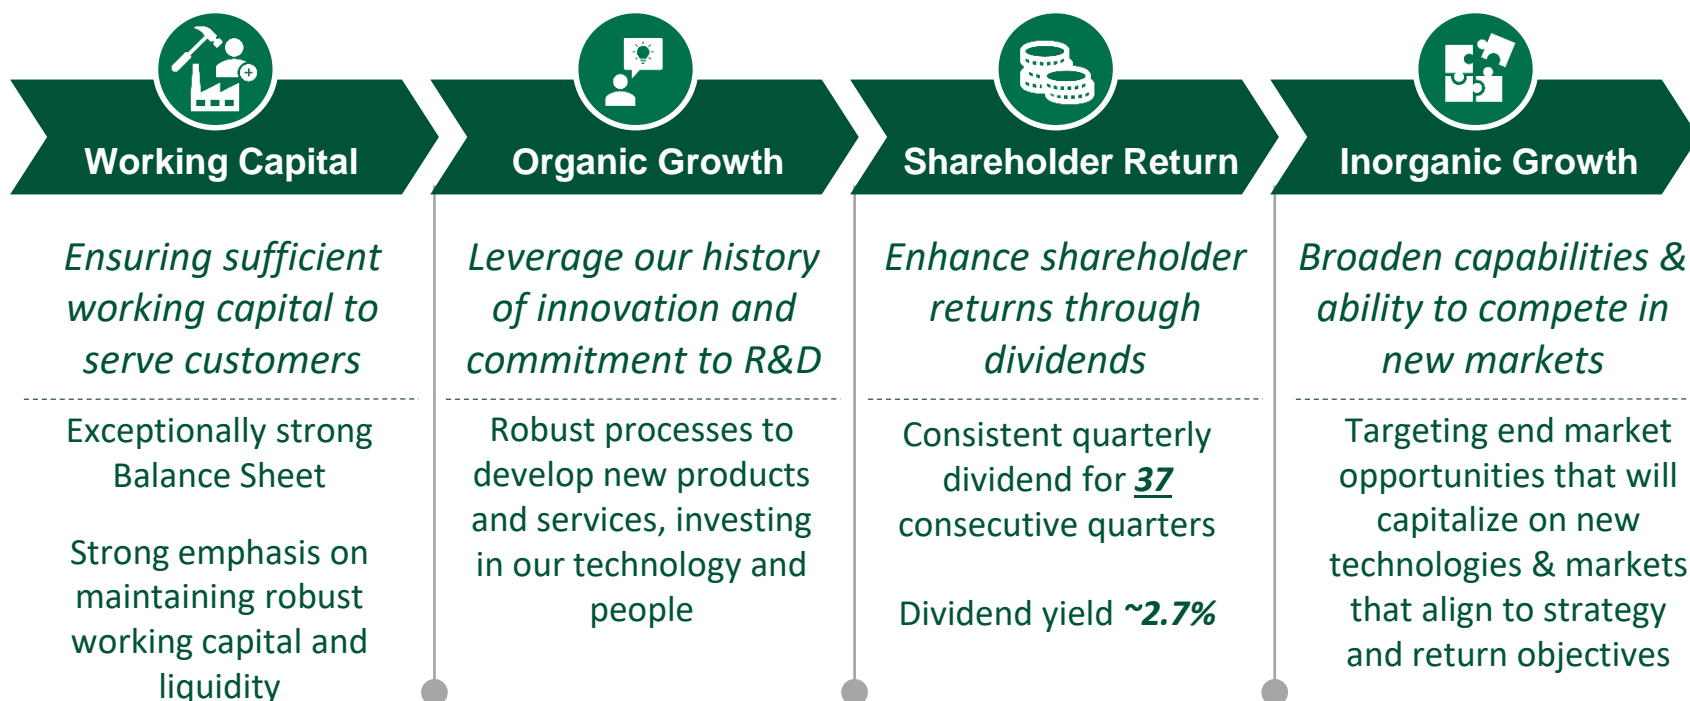 Working Capital
Ensuring sufficient
working capital to
serve customers
Exceptionally strong
Balance Sheet
Strong emphasis on
maintaining robust
working capital and
liquidity
Organic Growth
Leverage our history
of innovation and
commitment to R&D
Robust processes to
develop new products
and services, investing
in our technology and
people
Shareholder Return
Enhance shareholder
returns through
dividends
Consistent quarterly
dividend for 37
consecutive quarters
Dividend yield ~2.7%
Inorganic Growth
Broaden capabilities &
ability to compete in
new markets
Targeting end market
opportunities that will
capitalize on new
technologies & markets
that align to strategy
and return objectives